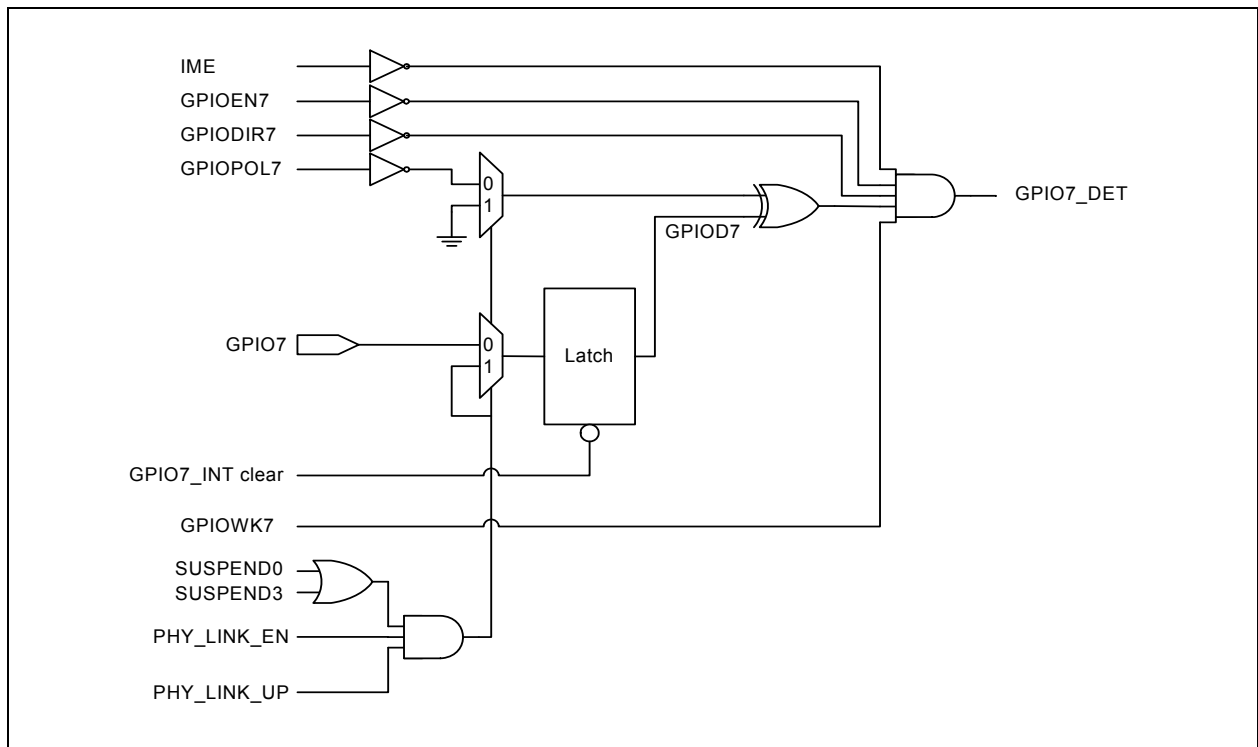 IME
GPIOEN7
GPIODIR7
GPIOPOL7
0
1
GPIO7_DET
GPIOD7
GPIO7
0
1
Latch
GPIO7_INT clear
GPIOWK7
SUSPEND0
SUSPEND3
PHY_LINK_EN
PHY_LINK_UP